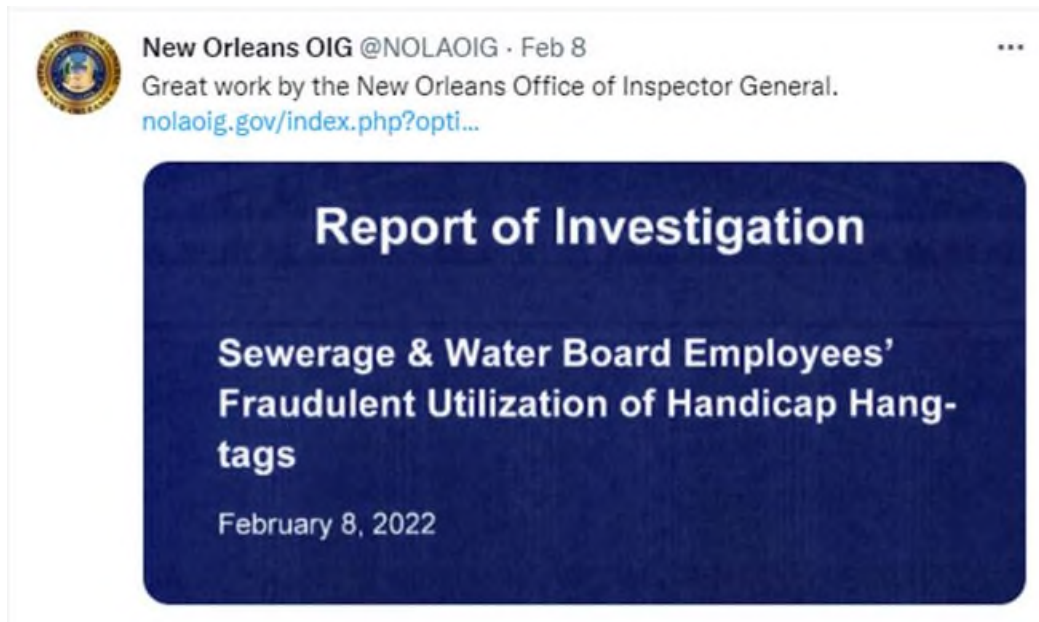 New Orleans OIG @NOLAOIG · Feb 8
Great work by the New Orleans Office of Inspector General.
nolaoig.gov/index.php?opti...
Report of Investigation
Sewerage & Water Board Employees’
Fraudulent Utilization of Handicap Hang-
tags
February 8, 2022